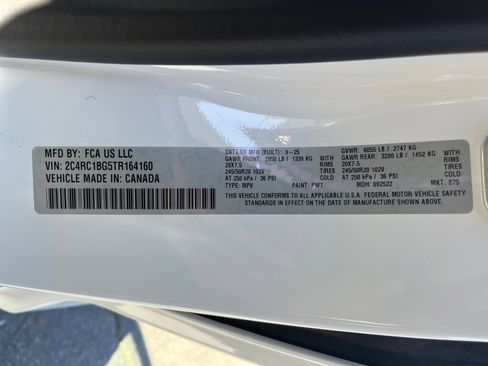 MFD BY: FCA US LLC
VIN: 2C4RC1BG5TR164160
VEHICLE MADE IN: CANADA
DATE OF MFR (BUILT): 9-25
GAWR FRONT: 2950 LB / 1339 KG
20X7.5 RIMS
245/50R20 102V TIRES
AT 250 kPa / 36 PSI COLD
TYPE: MPV PAINT: PW7
GVWR: 6055 LB / 2747 KG
GAWR REAR: 3200 LB / 1452 KG
20X7.5 RIMS
245/50R20 102V TIRES
AT 250 kPa / 36 PSI COLD
MDH: 092522 MKT: 875
THIS VEHICLE CONFORMS TO ALL APPLICABLE U.S.A. FEDERAL MOTOR VEHICLE SAFETY
STANDARDS IN EFFECT ON THE DATE OF MANUFACTURE SHOWN ABOVE.